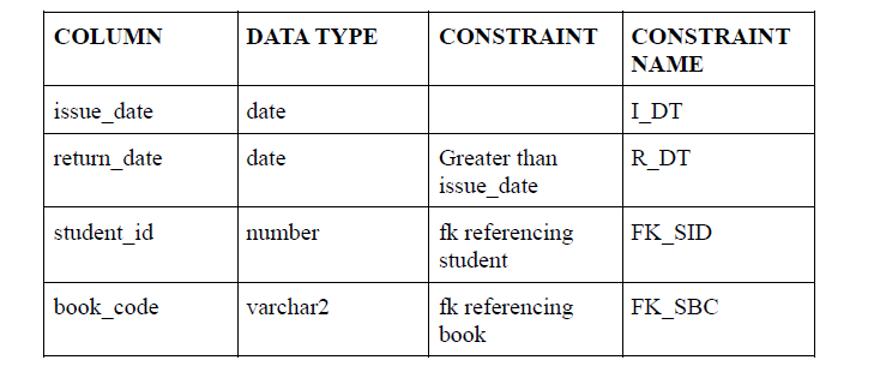 COLUMN DATA TYPE CONSTRAINT CONSTRAINT
NAME
issue_date date I_DT
return_date date Greater than R_DT
issue_date
student_id number fk referencing FK_SID
student
book_code varchar2 fk referencing FK_SBC
book